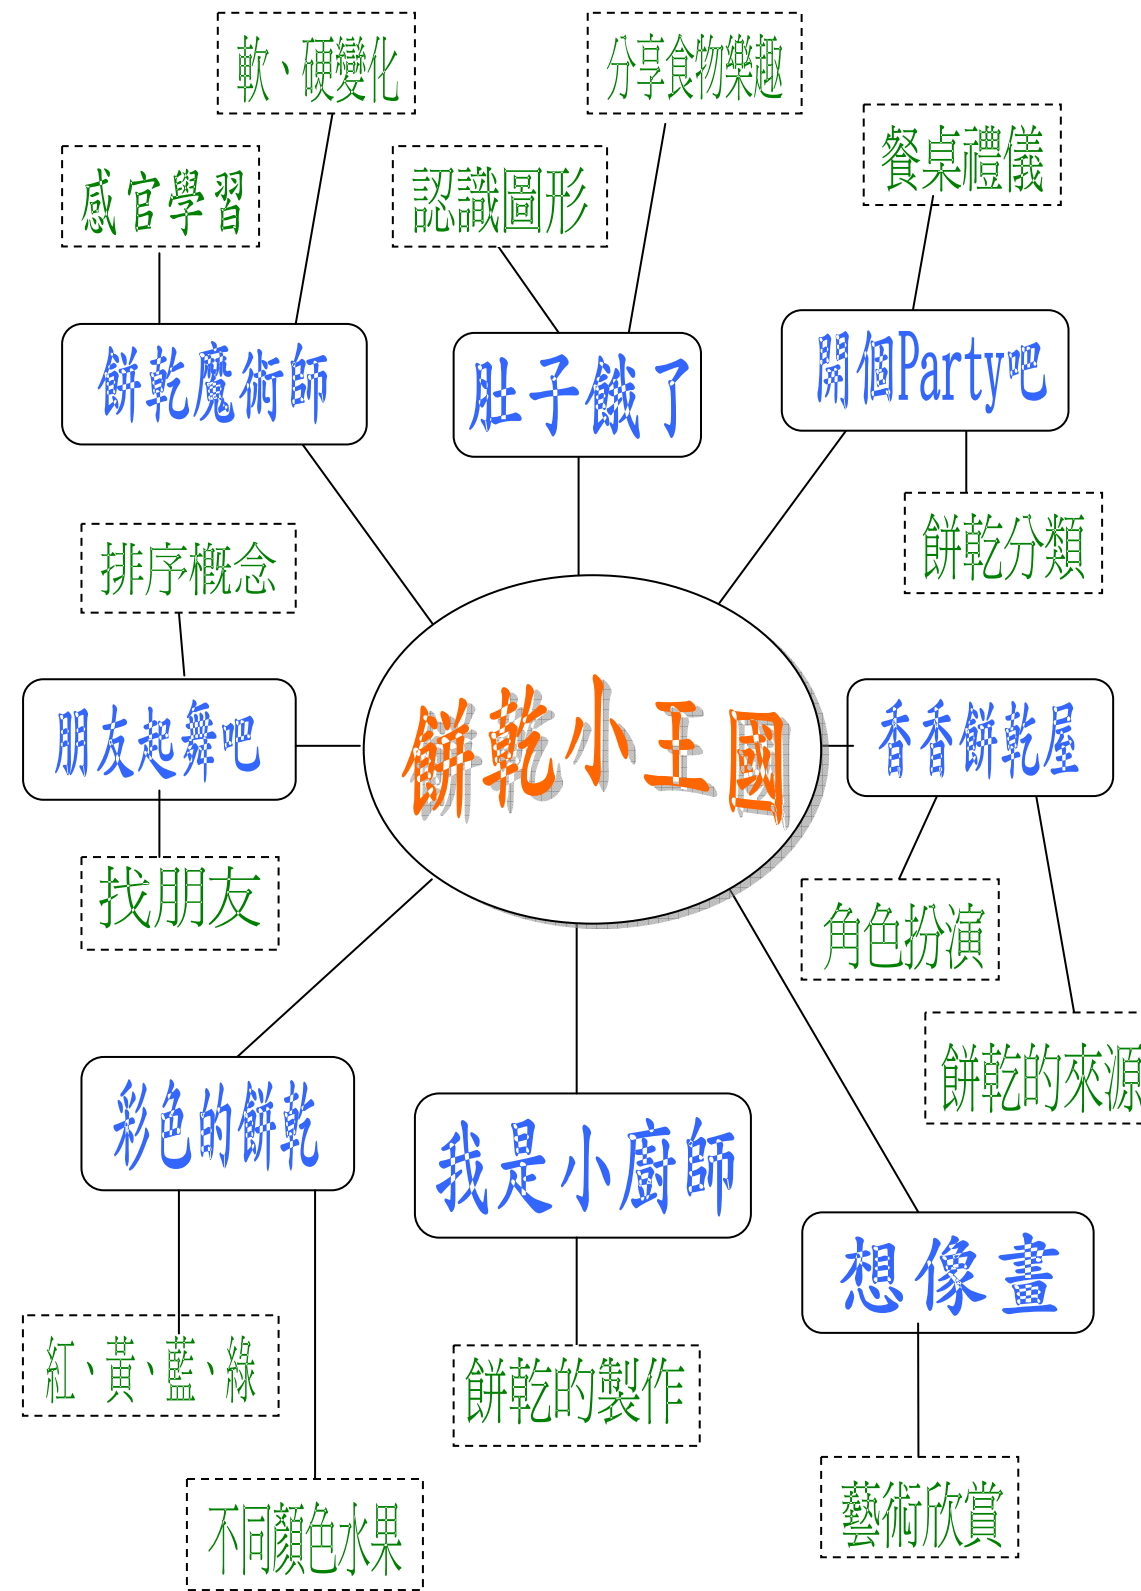 軟、硬變化
分享食物樂趣
餐桌禮儀
感官學習
認識圖形
餅乾魔術師
肚子餓了
開個Party吧
排序概念
餅乾分類
朋友起舞吧
餅乾小王國
香香餅乾屋
找朋友
角色扮演
餅乾的來源
彩色的餅乾
我是小廚師
想像畫
紅、黃、藍、綠
餅乾的製作
不同顏色水果
藝術欣賞